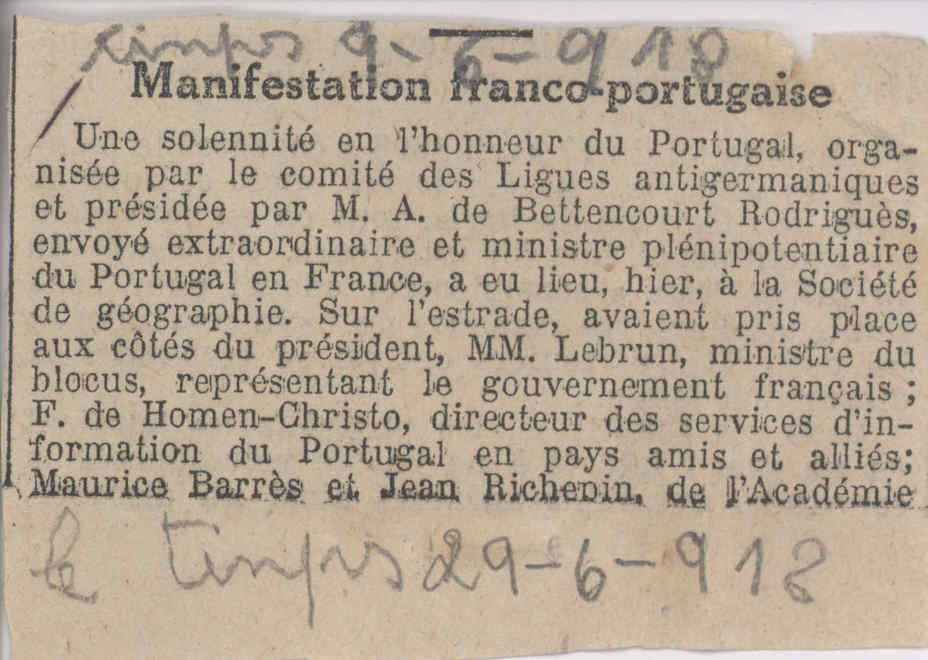 temps 9-6-918
Manifestation franco-portugaise
Une solennité en l'honneur du Portugal, orga-
nisée par le comité des Ligues antigermaniques
et présidée par M. A. de Bettencourt Rodriguès,
envoyé extraordinaire et ministre plénipotentiaire
du Portugal en France, a eu lieu, hier, à la Société
de géographie. Sur l'estrade, avaient pris place
aux côtés du président, MM. Lebrun, ministre du
blocus, représentant le gouvernement français ;
F. de Homen-Christo, directeur des services d'in-
formation du Portugal en pays amis et alliés;
Maurice Barrès et Jean Richepin, de l'Académie
le temps 29-6-918